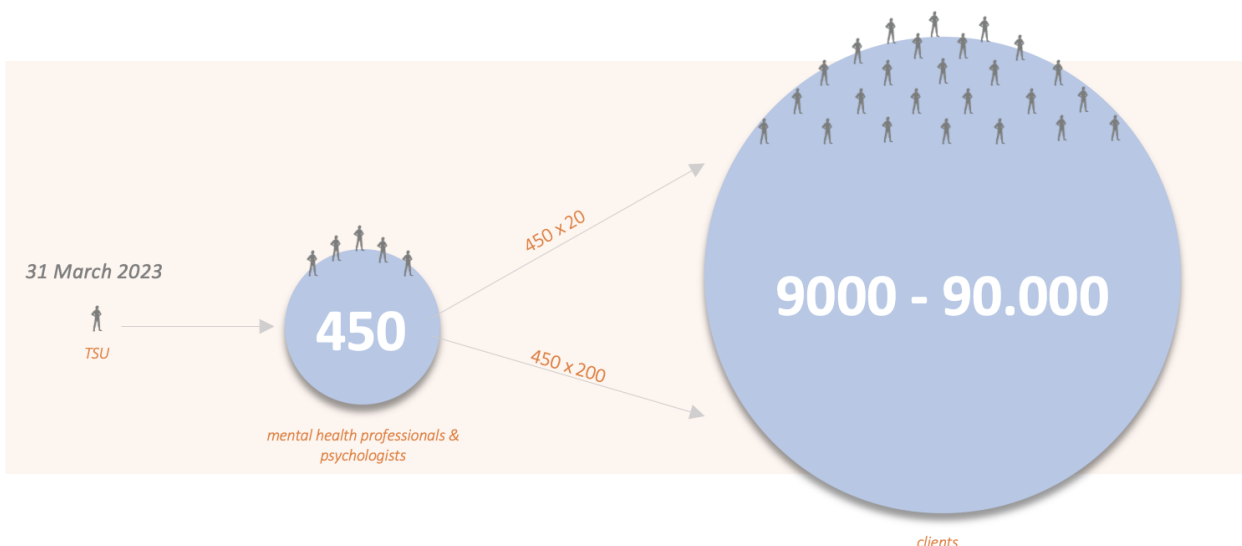 31 March 2023
TSU
450
mental health professionals &
psychologists
450 x 20
450 x 200
9000 - 90.000
clients